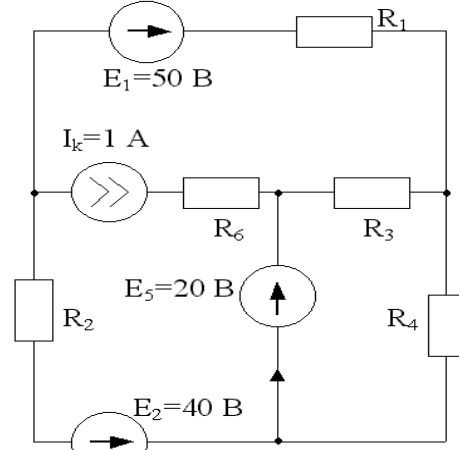 R₁
E₁=50 В
Iₖ=1 А
R₆
R₃
E₅=20 В
R₂
R₄
E₂=40 В